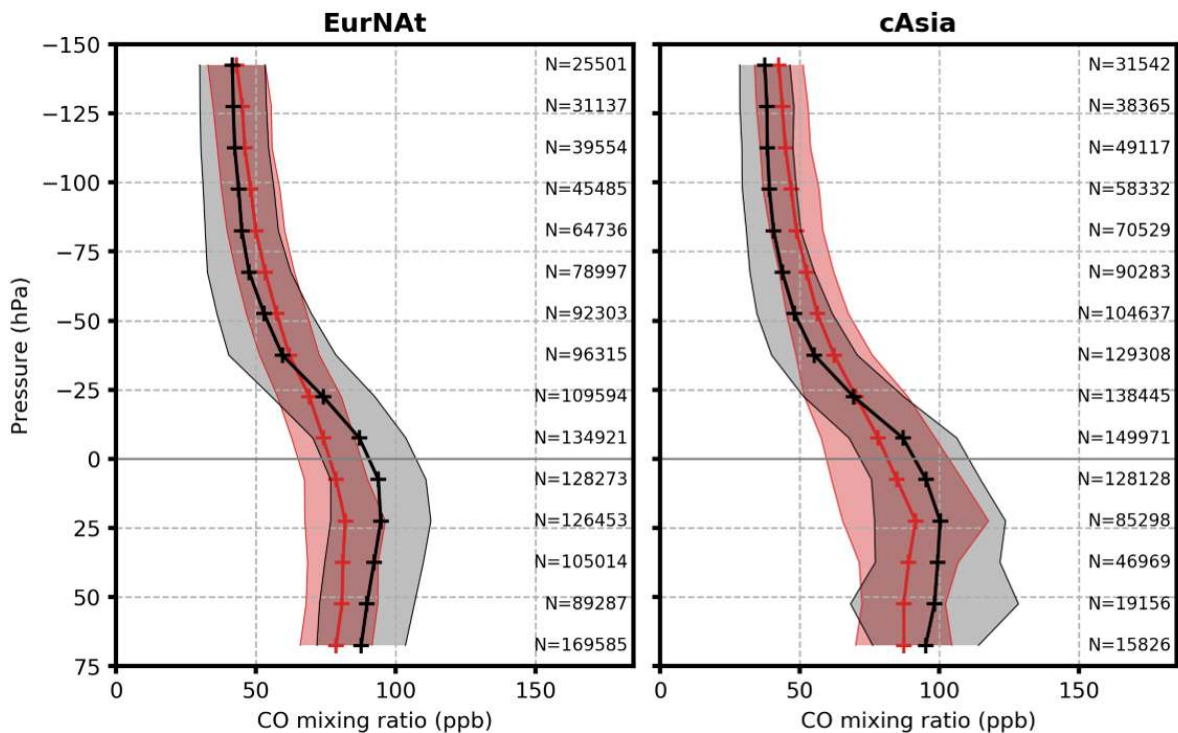 EurNAt
cAsia
Pressure (hPa)
−150
−125
−100
−75
−50
−25
0
25
50
75
N=25501
N=31137
N=39554
N=45485
N=64736
N=78997
N=92303
N=96315
N=109594
N=134921
N=128273
N=126453
N=105014
N=89287
N=169585
N=31542
N=38365
N=49117
N=58332
N=70529
N=90283
N=104637
N=129308
N=138445
N=149971
N=128128
N=85298
N=46969
N=19156
N=15826
0 50 100 150
0 50 100 150
CO mixing ratio (ppb)
CO mixing ratio (ppb)